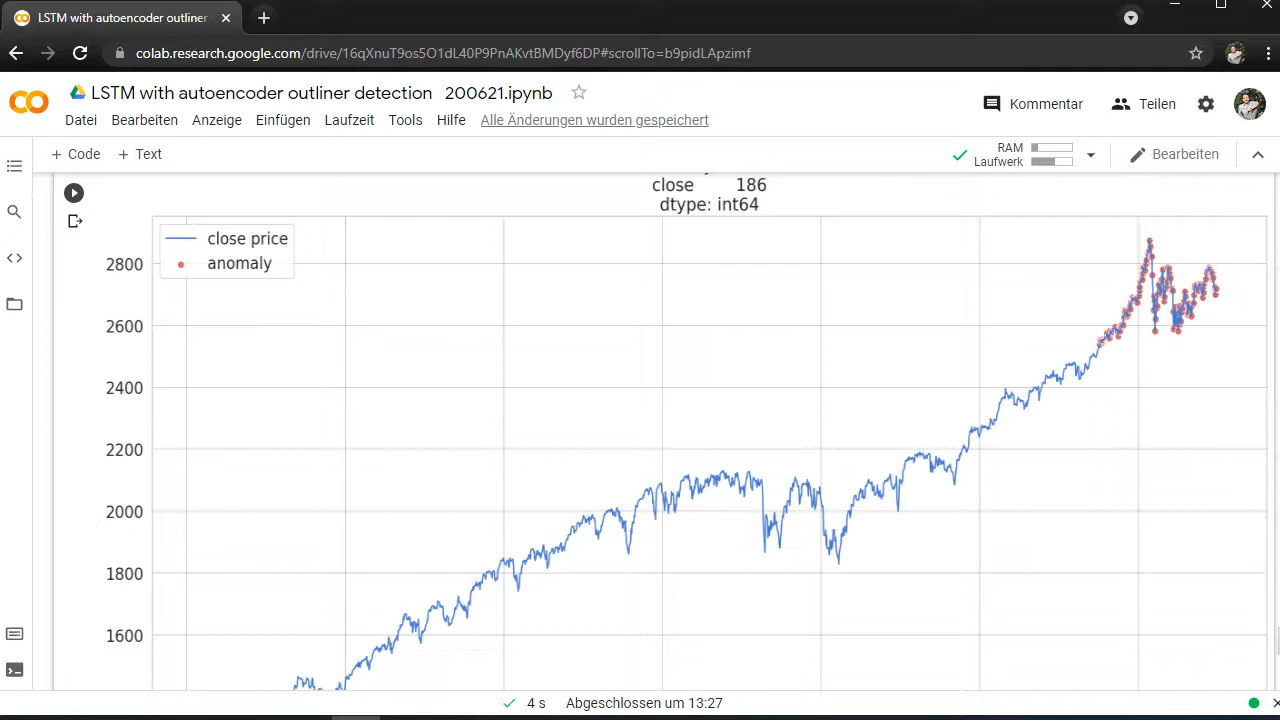 LSTM with autoencoder outliner
colab.research.google.com/drive/16qXnuT9os5O1dL40P9PnAKvtBMDyf6DP#scrollTo=b9pidLApzimf
LSTM with autoencoder outliner detection 200621.ipynb
Kommentar
Teilen
Datei Bearbeiten Anzeige Einfügen Laufzeit Tools Hilfe Alle Änderungen wurden gespeichert
+ Code + Text
RAM
Laufwerk
Bearbeiten
close 186
dtype: int64
close price
anomaly
2800
2600
2400
2200
2000
1800
1600
4 s Abgeschlossen um 13:27